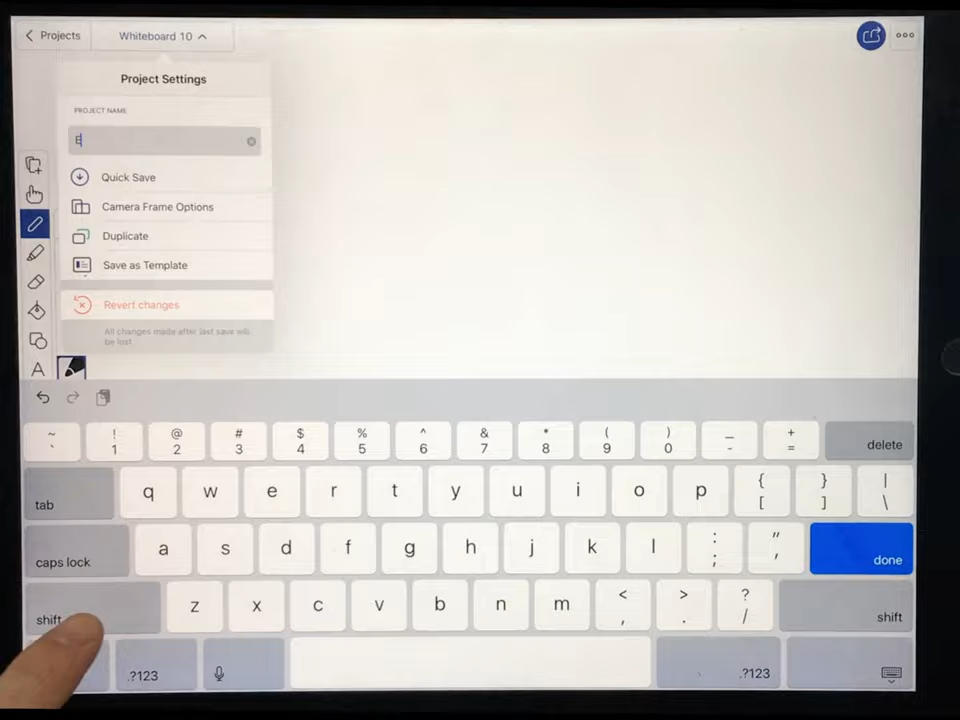 Projects
Whiteboard 10
Project Settings
PROJECT NAME
E
Quick Save
Camera Frame Options
Duplicate
Save as Template
Revert changes
All changes made after last save will
be lost
A
~ ! @ # $ % ^ & * ( ) _ +
` 1 2 3 4 5 6 7 8 9 0 - = delete
tab q w e r t y u i o p { [ } ] | \
caps lock a s d f g h j k l : ; " ' done
shift z x c v b n m < , > . ? / shift
.?123 .?123